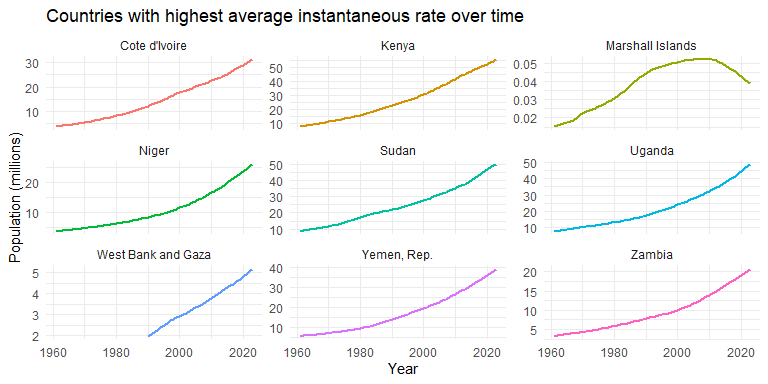 Countries with highest average instantaneous rate over time
Cote d'Ivoire
Kenya
Marshall Islands
30
20
10
50
40
30
20
10
0.05
0.04
0.03
0.02
Niger
Sudan
Uganda
20
10
50
40
30
20
10
50
40
30
20
10
West Bank and Gaza
Yemen, Rep.
Zambia
5
4
3
2
40
30
20
10
20
15
10
5
1960 1980 2000 2020
1960 1980 2000 2020
1960 1980 2000 2020
Population (millions)
Year